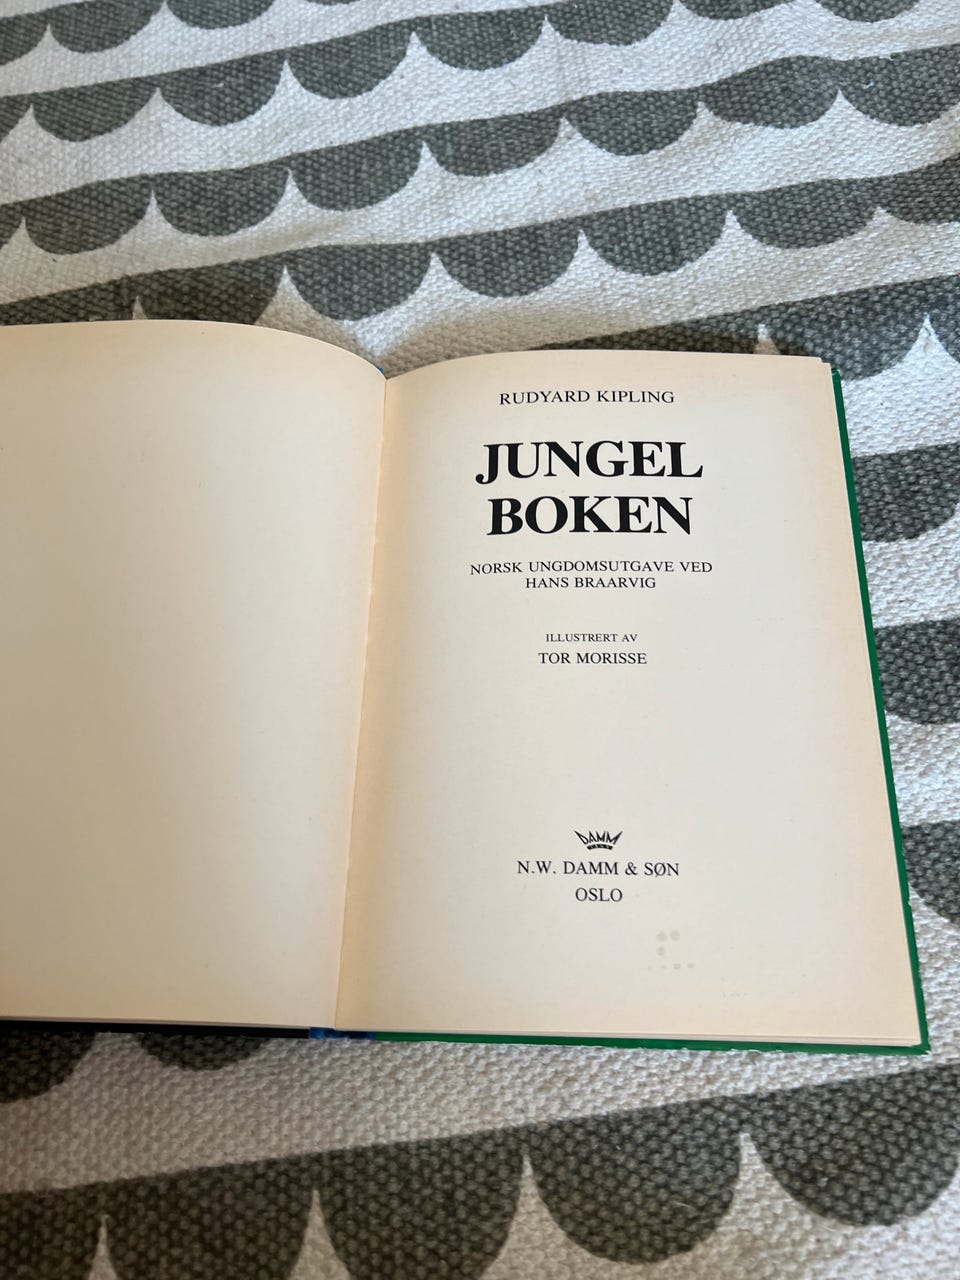 RUDYARD KIPLING
JUNGEL
BOKEN
NORSK UNGDOMSUTGAVE VED
HANS BRAARVIG
ILLUSTRERT AV
TOR MORISSE
DAMM
N.W. DAMM & SØN
OSLO